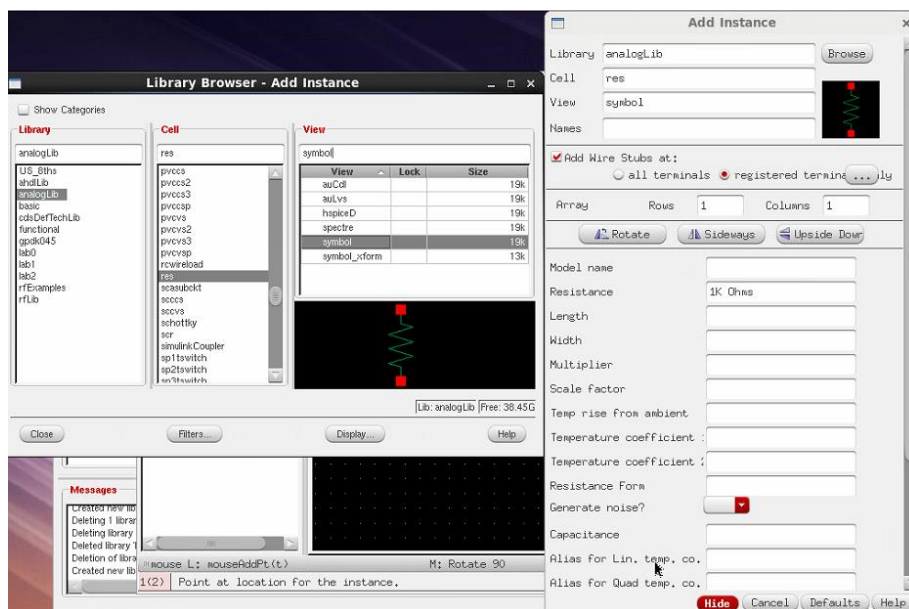 Library Browser - Add Instance
Show Categories
Library
analogLib
US_8ths
ahdlLib
analogLib
basic
cdsDefTechLib
functional
gpdk045
lab0
lab1
lab2
rfExamples
rfLib
Cell
res
pvccs
pvccs2
pvccs3
pvccsp
pvcvs
pvcvs2
pvcvs3
pvcvsp
rcwireload
res
scasubckt
scccs
sccvs
schottky
scr
simulinkCoupler
sp1tswitch
sp2tswitch
sp3tswitch
View
symbol
View Lock Size
auCdl 19k
auLvs 19k
hspiceD 19k
spectre 19k
symbol 19k
symbol_xform 13k
Lib: analogLib Free: 38.45G
Close Filters... Display... Help
Messages
Created new lib
Deleting 1 librar
Deleting library
Deleted library
Deletion of libra
Created new lib
mouse L: mouseAddPt(t) M: Rotate 90
1(2) Point at location for the instance.
Add Instance
Library analogLib Browse
Cell res
View symbol
Names
Add Wire Stubs at:
all terminals registered termina ... ly
Array Rows 1 Columns 1
Rotate Sideways Upside Down
Model name
Resistance 1K Ohms
Length
Width
Multiplier
Scale factor
Temp rise from ambient
Temperature coefficient
Temperature coefficient
Resistance Form
Generate noise?
Capacitance
Alias for Lin. temp. co.
Alias for Quad temp. co.
Hide Cancel Defaults Help